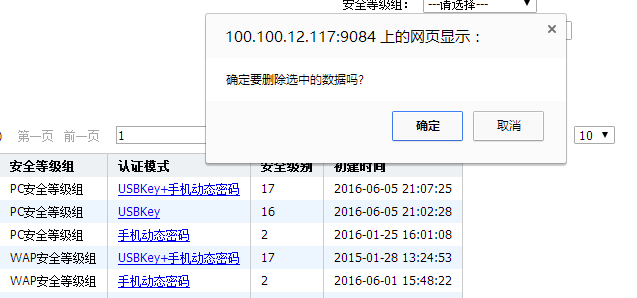 安全等级组： ---请选择---
100.100.12.117:9084 上的网页显示：
确定要删除选中的数据吗?
确定 取消
第一页 前一页 1 10
安全等级组 认证模式 安全级别 初建时间
PC安全等级组 USBKey+手机动态密码 17 2016-06-05 21:07:25
PC安全等级组 USBKey 16 2016-06-05 21:02:28
PC安全等级组 手机动态密码 2 2016-01-25 16:01:08
WAP安全等级组 USBKey+手机动态密码 17 2015-01-28 13:24:53
WAP安全等级组 手机动态密码 2 2016-06-01 15:48:22